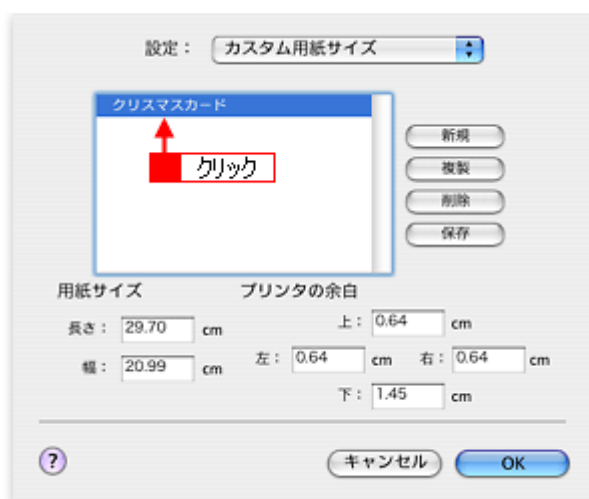 設定： カスタム用紙サイズ
クリスマスカード
クリック
新規
複製
削除
保存
用紙サイズ
プリンタの余白
長さ： 29.70 cm
上： 0.64 cm
幅： 20.99 cm
左： 0.64 cm 右： 0.64 cm
下： 1.45 cm
? キャンセル OK